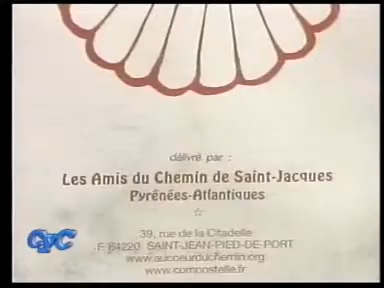 délivré par :
Les Amis du Chemin de Saint-Jacques
Pyrénées-Atlantiques
39, rue de la Citadelle
F. 64220 SAINT-JEAN-PIED-DE-PORT
www.aucoeurduchemin.org
www.compostelle.fr